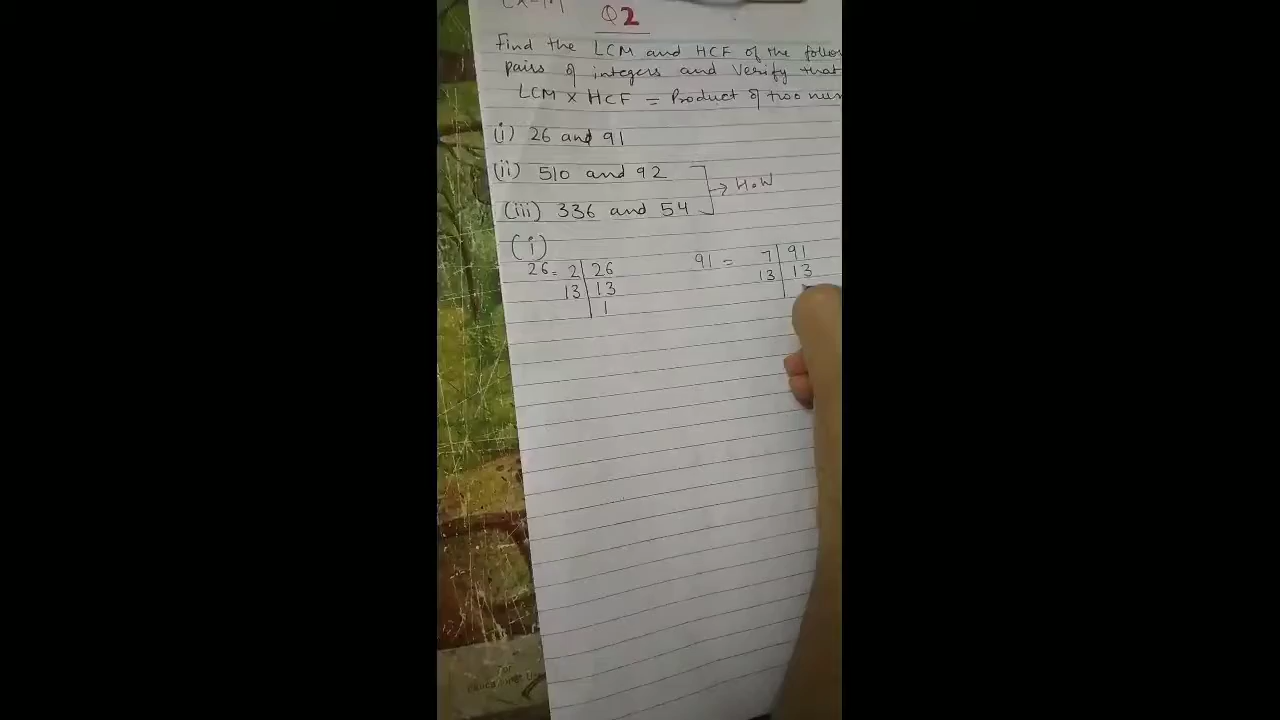 Q2
Find the LCM and HCF of the
pairs of integers and Verify that
LCM x HCF = Product of two
(i) 26 and 91
(ii) 510 and 92
(iii) 336 and 54
→ H.W
(i)
26 = 2 | 26
13 | 13
1
91 = 7 | 91
13 | 13